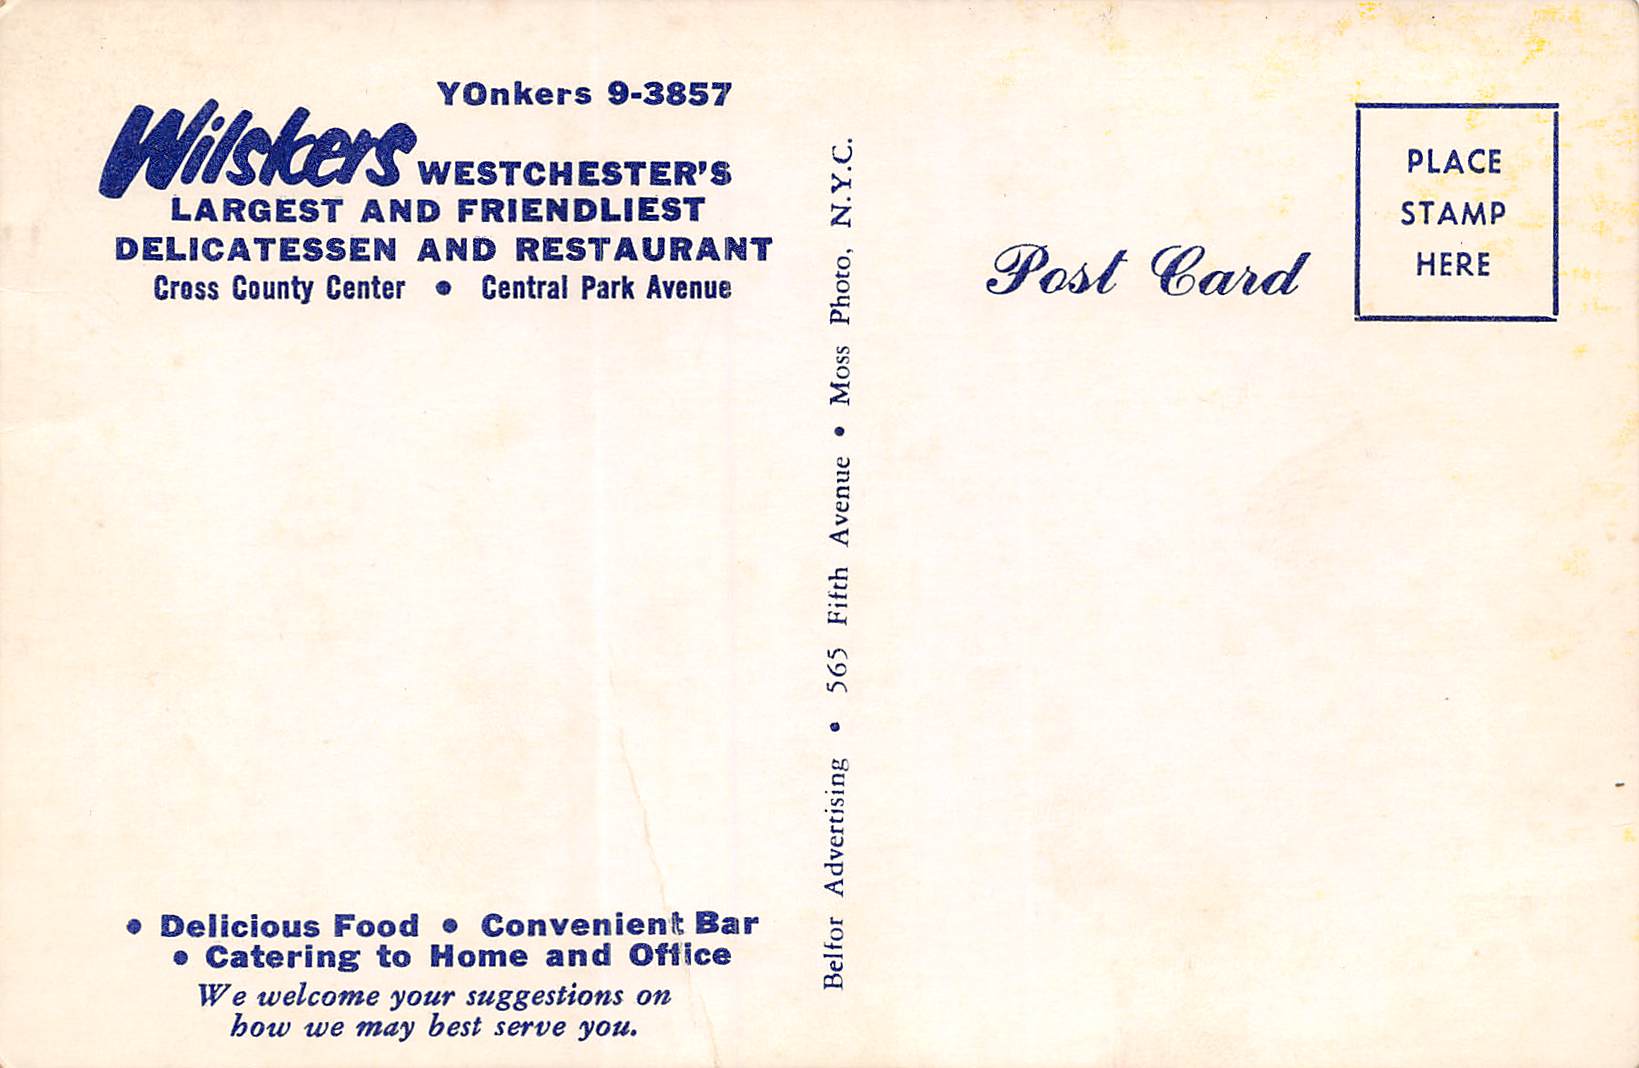 YOnkers 9-3857
Wilskers WESTCHESTER'S
LARGEST AND FRIENDLIEST
DELICATESSEN AND RESTAURANT
Cross County Center • Central Park Avenue
• Delicious Food • Convenient Bar
• Catering to Home and Office
We welcome your suggestions on
how we may best serve you.
Belfor Advertising • 565 Fifth Avenue • Moss Photo, N.Y.C.
Post Card
PLACE
STAMP
HERE